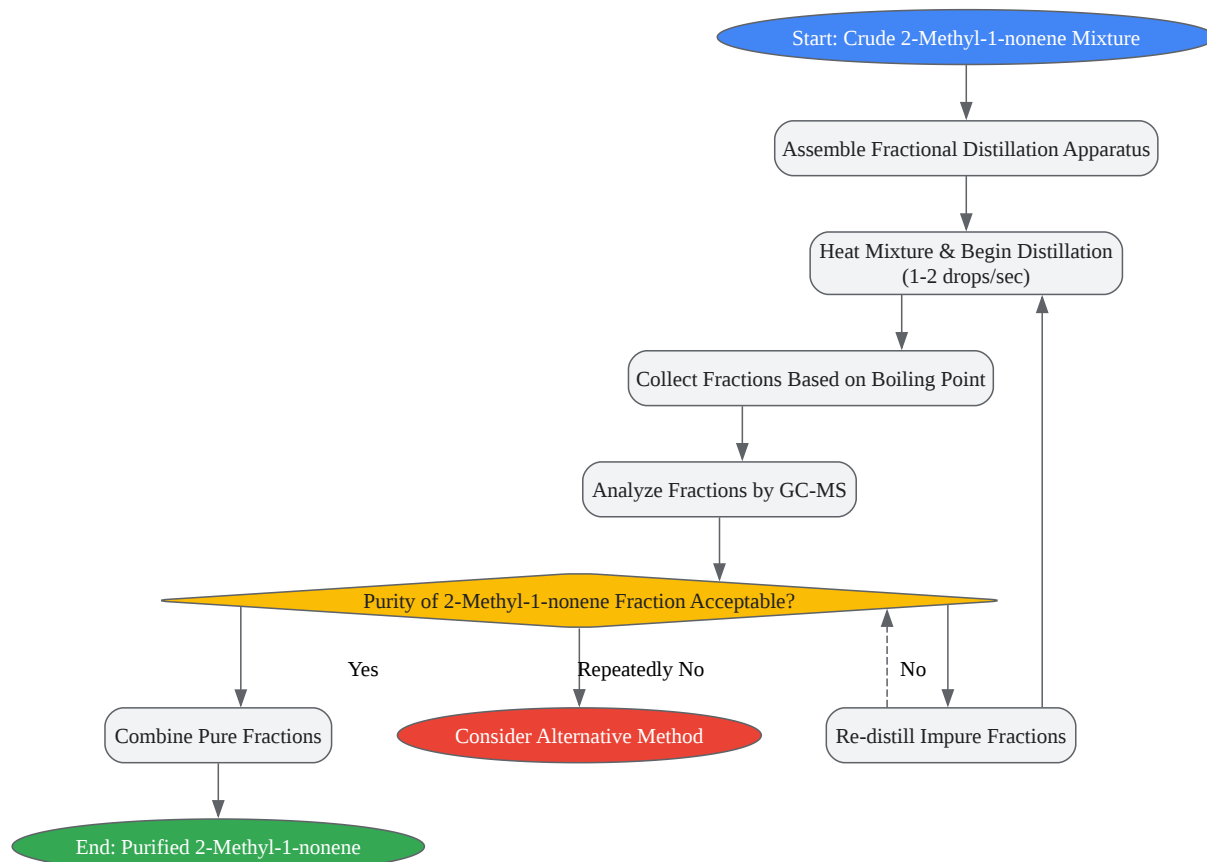 Start: Crude 2-Methyl-1-nonene Mixture
Assemble Fractional Distillation Apparatus
Heat Mixture & Begin Distillation
(1-2 drops/sec)
Collect Fractions Based on Boiling Point
Analyze Fractions by GC-MS
Purity of 2-Methyl-1-nonene Fraction Acceptable?
Yes
Repeatedly No
No
Combine Pure Fractions
Consider Alternative Method
Re-distill Impure Fractions
End: Purified 2-Methyl-1-nonene